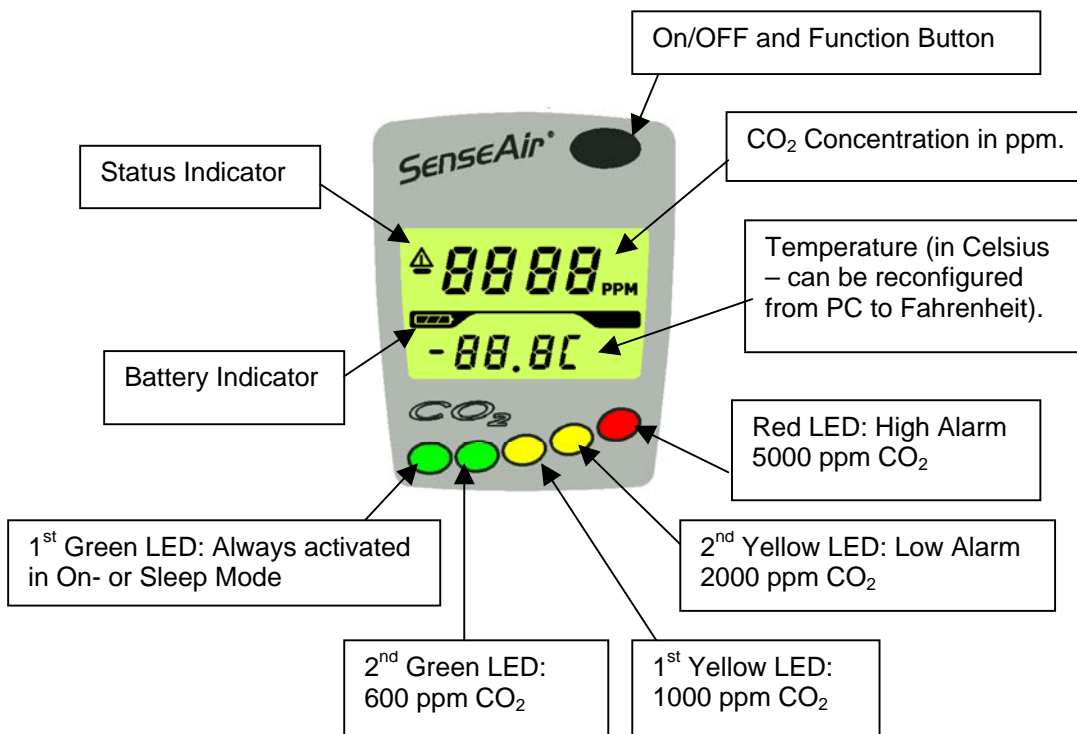 On/OFF and Function Button
SenseAir®
CO₂ Concentration in ppm.
Status Indicator
8888 PPM
Temperature (in Celsius
– can be reconfigured
from PC to Fahrenheit).
-88.8C
Battery Indicator
CO₂
Red LED: High Alarm
5000 ppm CO₂
1st Green LED: Always activated
in On- or Sleep Mode
2nd Yellow LED: Low Alarm
2000 ppm CO₂
2nd Green LED:
600 ppm CO₂
1st Yellow LED:
1000 ppm CO₂